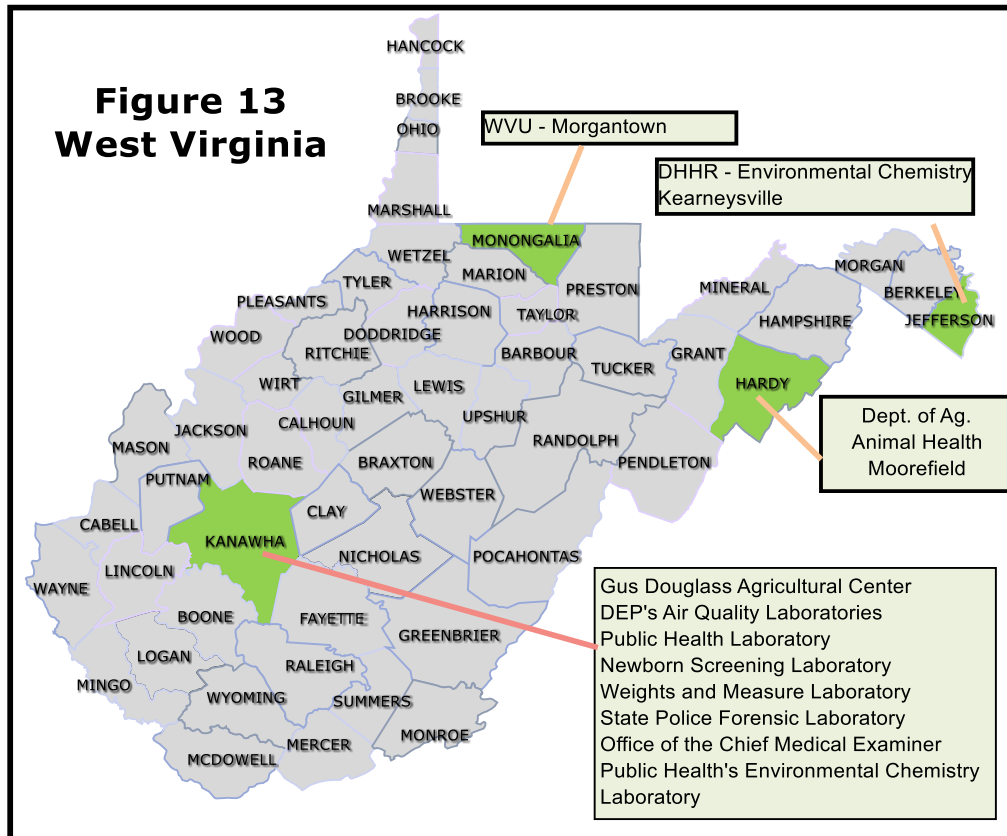 Figure 13
West Virginia
HANCOCK
BROOKE
OHIO
WVU - Morgantown
DHHR - Environmental Chemistry
Kearneysville
MARSHALL
MONONGALIA
WETZEL
MARION
MORGAN
TYLER
PRESTON
MINERAL
BERKELEY
PLEASANTS
HARRISON
TAYLOR
HAMPSHIRE
JEFFERSON
WOOD
DODDRIDGE
RITCHIE
BARBOUR
TUCKER
GRANT
WIRT
GILMER
LEWIS
HARDY
UPSHUR
CALHOUN
JACKSON
RANDOLPH
MASON
ROANE
BRAXTON
PENDLETON
Dept. of Ag.
Animal Health
Moorefield
PUTNAM
WEBSTER
CLAY
CABELL
KANAWHA
NICHOLAS
POCAHONTAS
LINCOLN
WAYNE
BOONE
FAYETTE
GREENBRIER
LOGAN
RALEIGH
MINGO
WYOMING
SUMMERS
MONROE
MERCER
MCDOWELL
Gus Douglass Agricultural Center
DEP's Air Quality Laboratories
Public Health Laboratory
Newborn Screening Laboratory
Weights and Measure Laboratory
State Police Forensic Laboratory
Office of the Chief Medical Examiner
Public Health's Environmental Chemistry
Laboratory